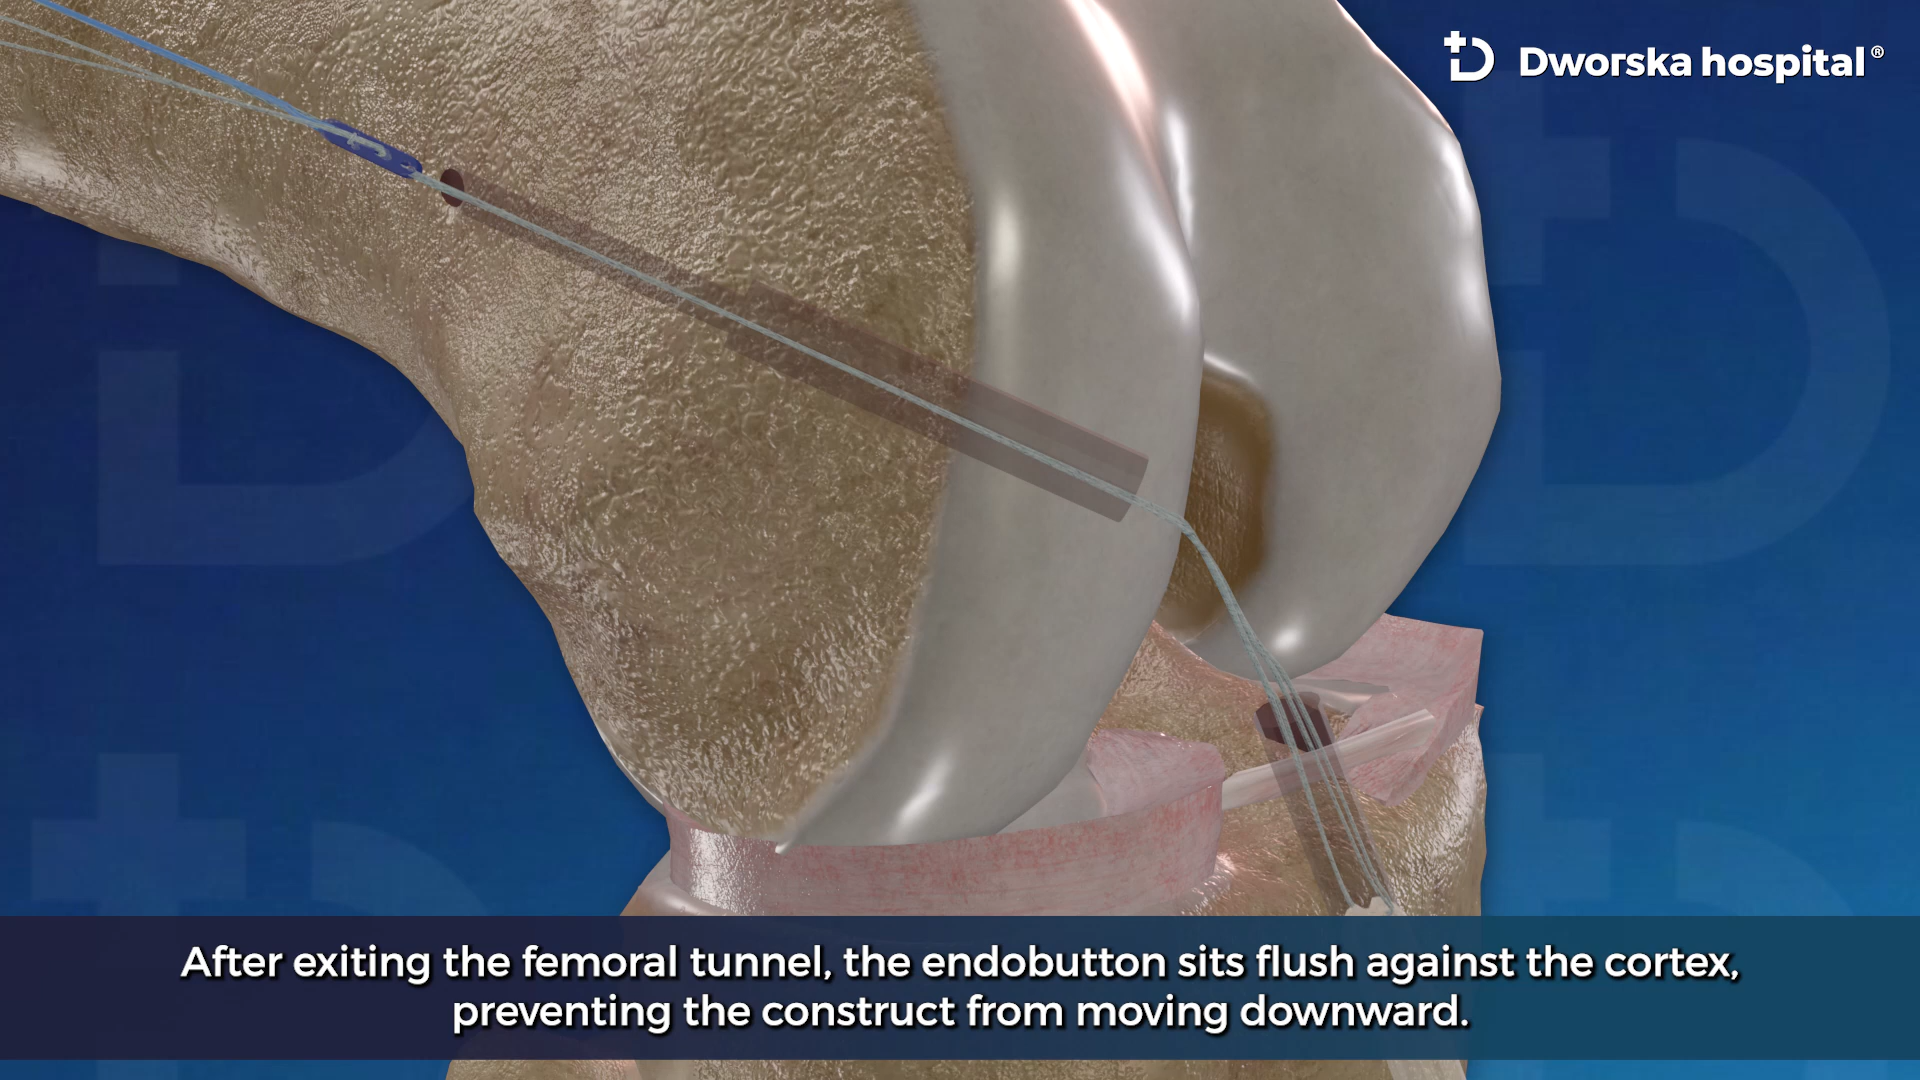 Dworska hospital®
After exiting the femoral tunnel, the endobutton sits flush against the cortex,
preventing the construct from moving downward.